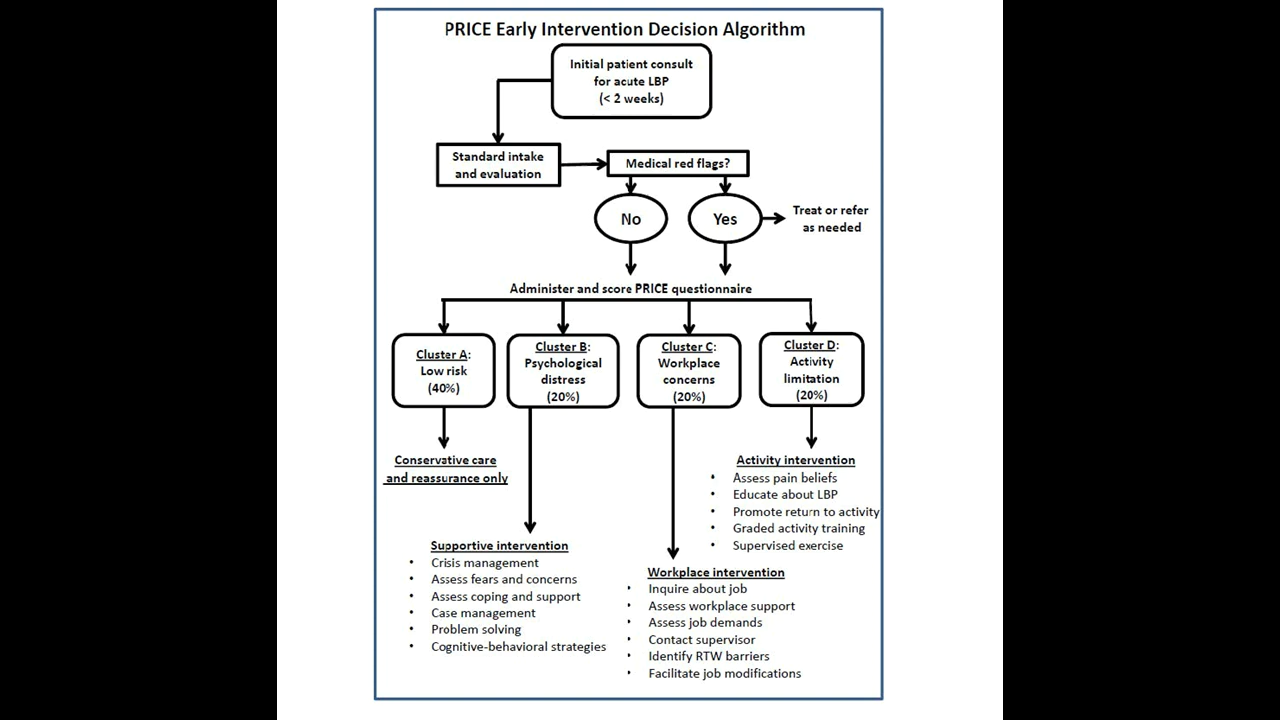 PRICE Early Intervention Decision Algorithm
Initial patient consult
for acute LBP
(< 2 weeks)
Standard intake
and evaluation
Medical red flags?
No
Yes
Treat or refer
as needed
Administer and score PRICE questionnaire
Cluster A:
Low risk
(40%)
Cluster B:
Psychological
distress
(20%)
Cluster C:
Workplace
concerns
(20%)
Cluster D:
Activity
limitation
(20%)
Conservative care
and reassurance only
Supportive intervention
• Crisis management
• Assess fears and concerns
• Assess coping and support
• Case management
• Problem solving
• Cognitive-behavioral strategies
Workplace intervention
• Inquire about job
• Assess workplace support
• Assess job demands
• Contact supervisor
• Identify RTW barriers
• Facilitate job modifications
Activity intervention
• Assess pain beliefs
• Educate about LBP
• Promote return to activity
• Graded activity training
• Supervised exercise